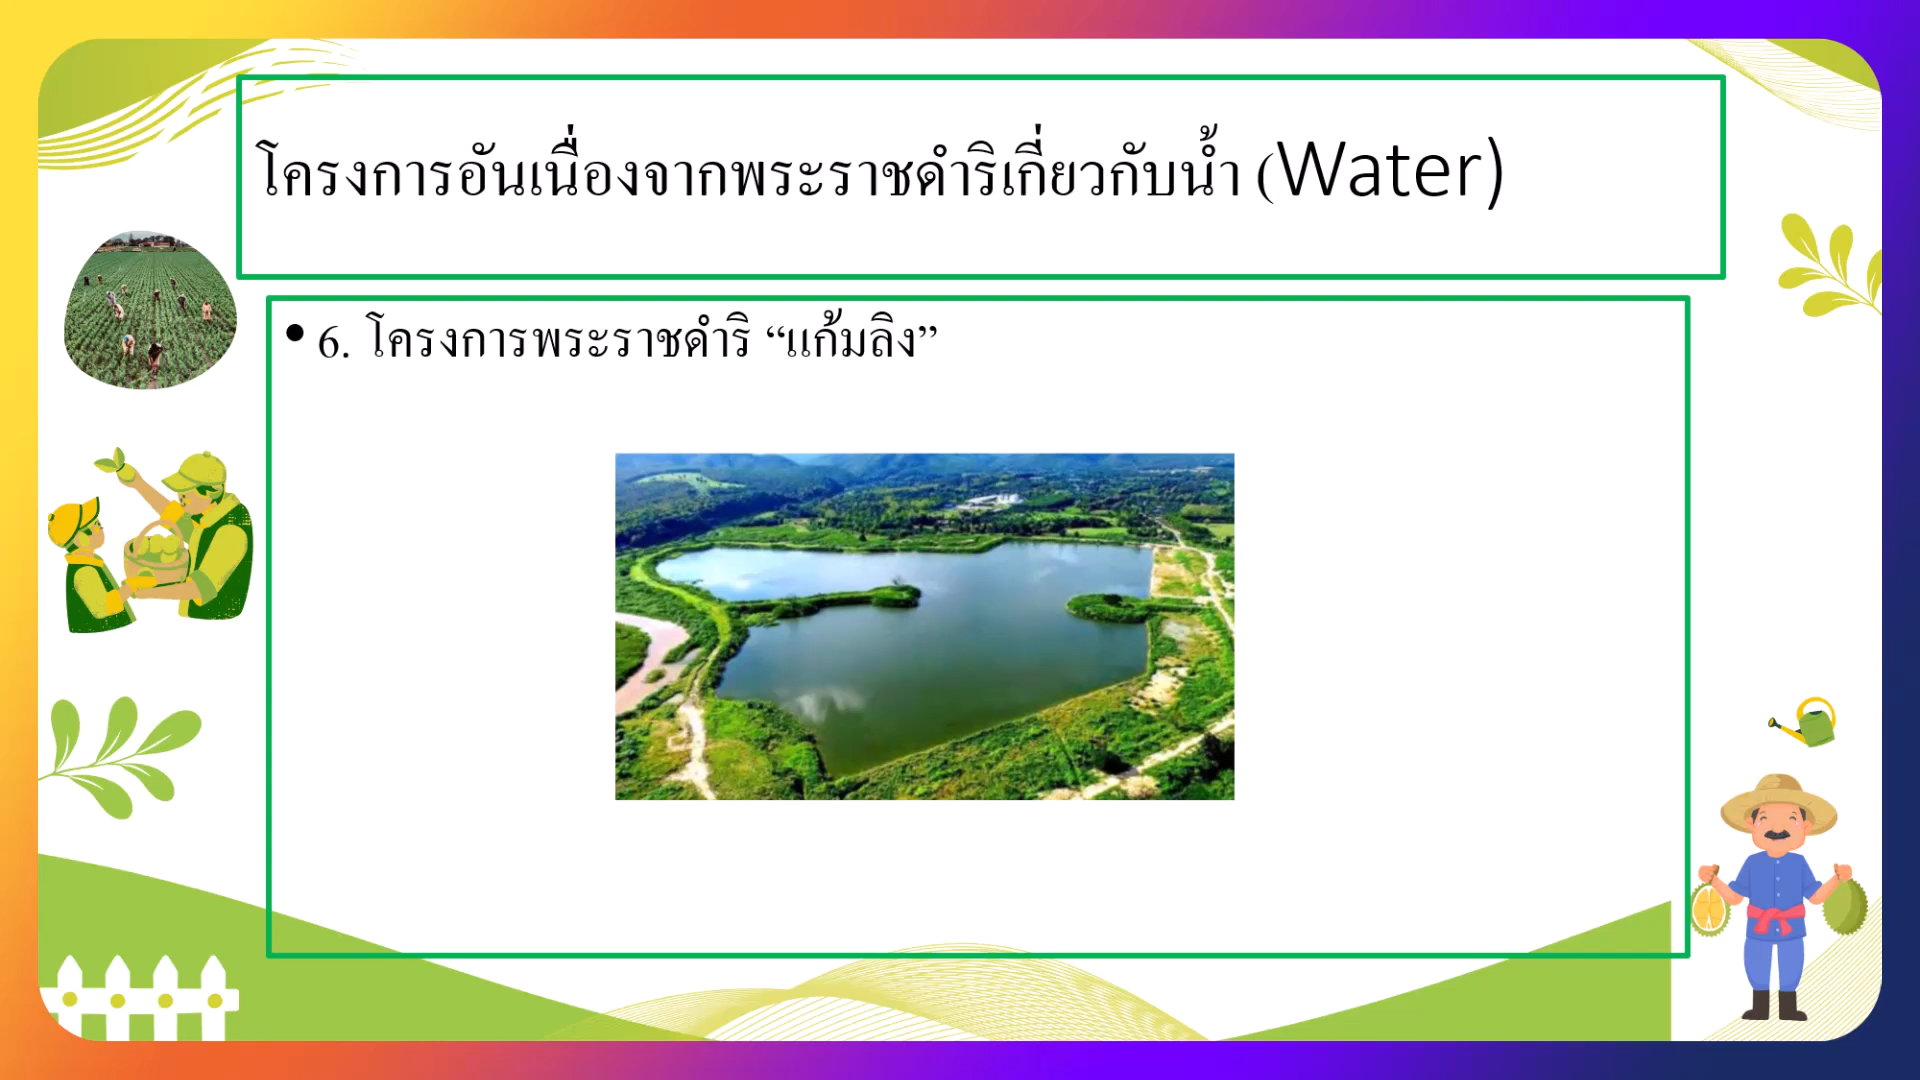 โครงการอันเนื่องจากพระราชดำริเกี่ยวกับน้ำ (Water)
• 6. โครงการพระราชดำริ “แก้มลิง”